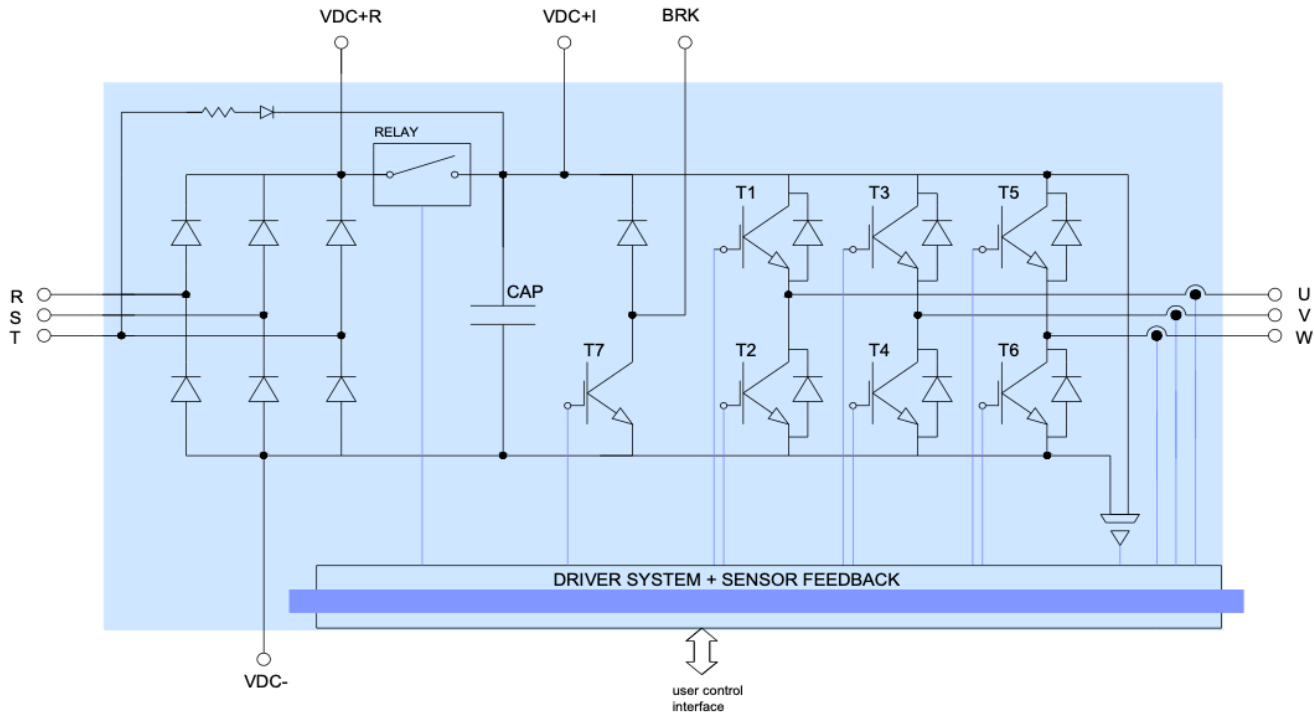 VDC+R
VDC+I
BRK
RELAY
T1
T3
T5
R
S
T
CAP
U
V
W
T7
T2
T4
T6
DRIVER SYSTEM + SENSOR FEEDBACK
VDC-
user control
interface